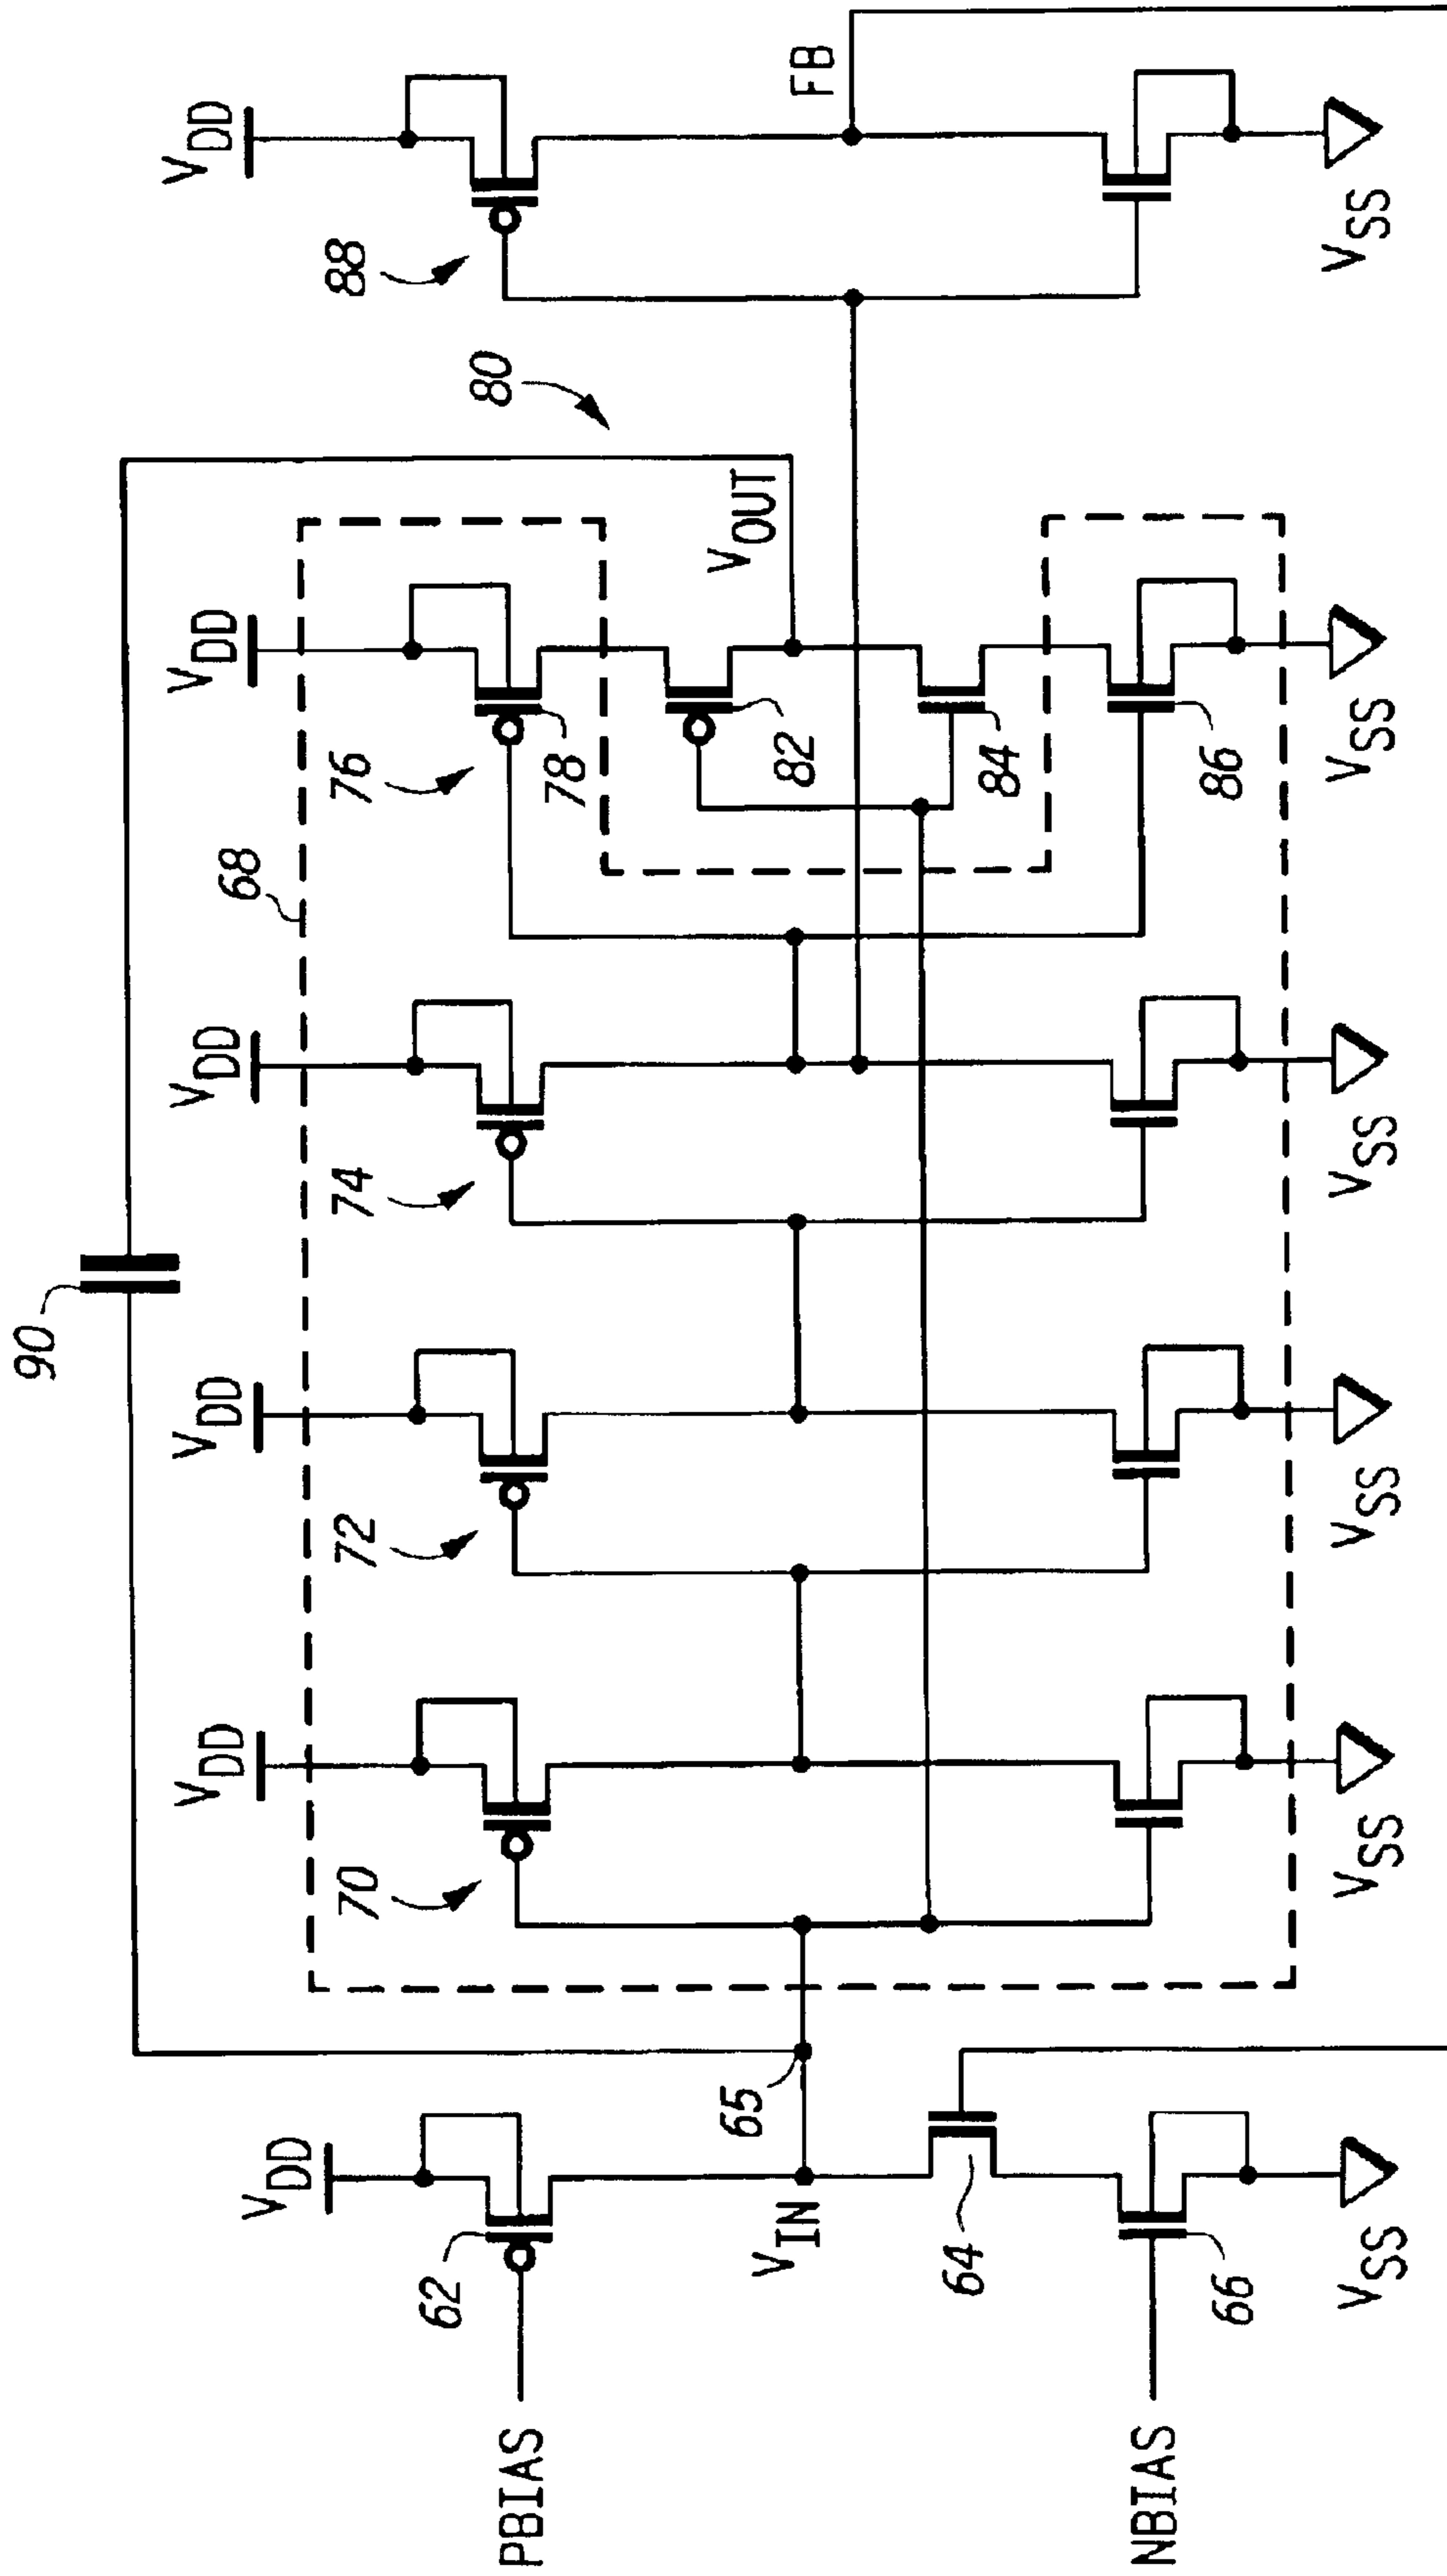 V_DD
V_DD
V_DD
V_DD
V_DD
V_DD
90
68
70
72
74
76
78
80
88
62
PBIAS
65
V_IN
82
V_OUT
FB
64
84
NBIAS
66
86
V_SS
V_SS
V_SS
V_SS
V_SS
V_SS